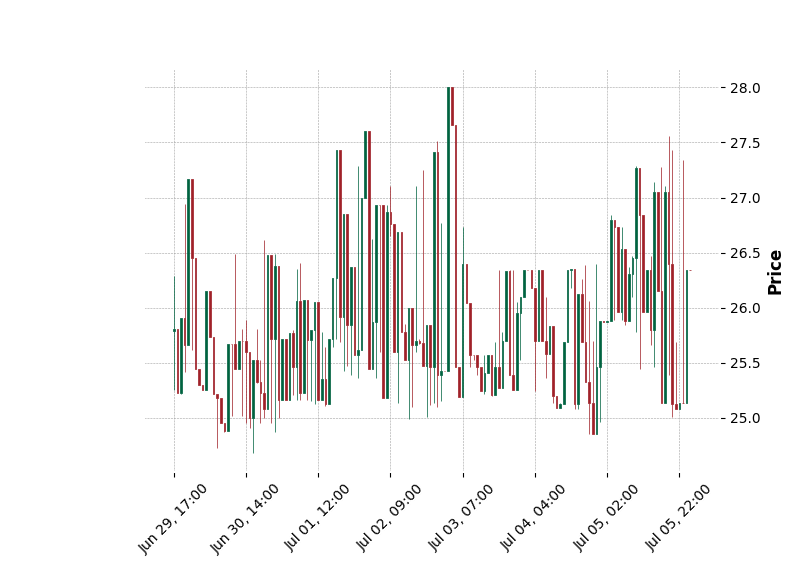 28.0
27.5
27.0
26.5
26.0
25.5
25.0
Price
Jun 29, 17:00
Jun 30, 14:00
Jul 01, 12:00
Jul 02, 09:00
Jul 03, 07:00
Jul 04, 04:00
Jul 05, 02:00
Jul 05, 22:00